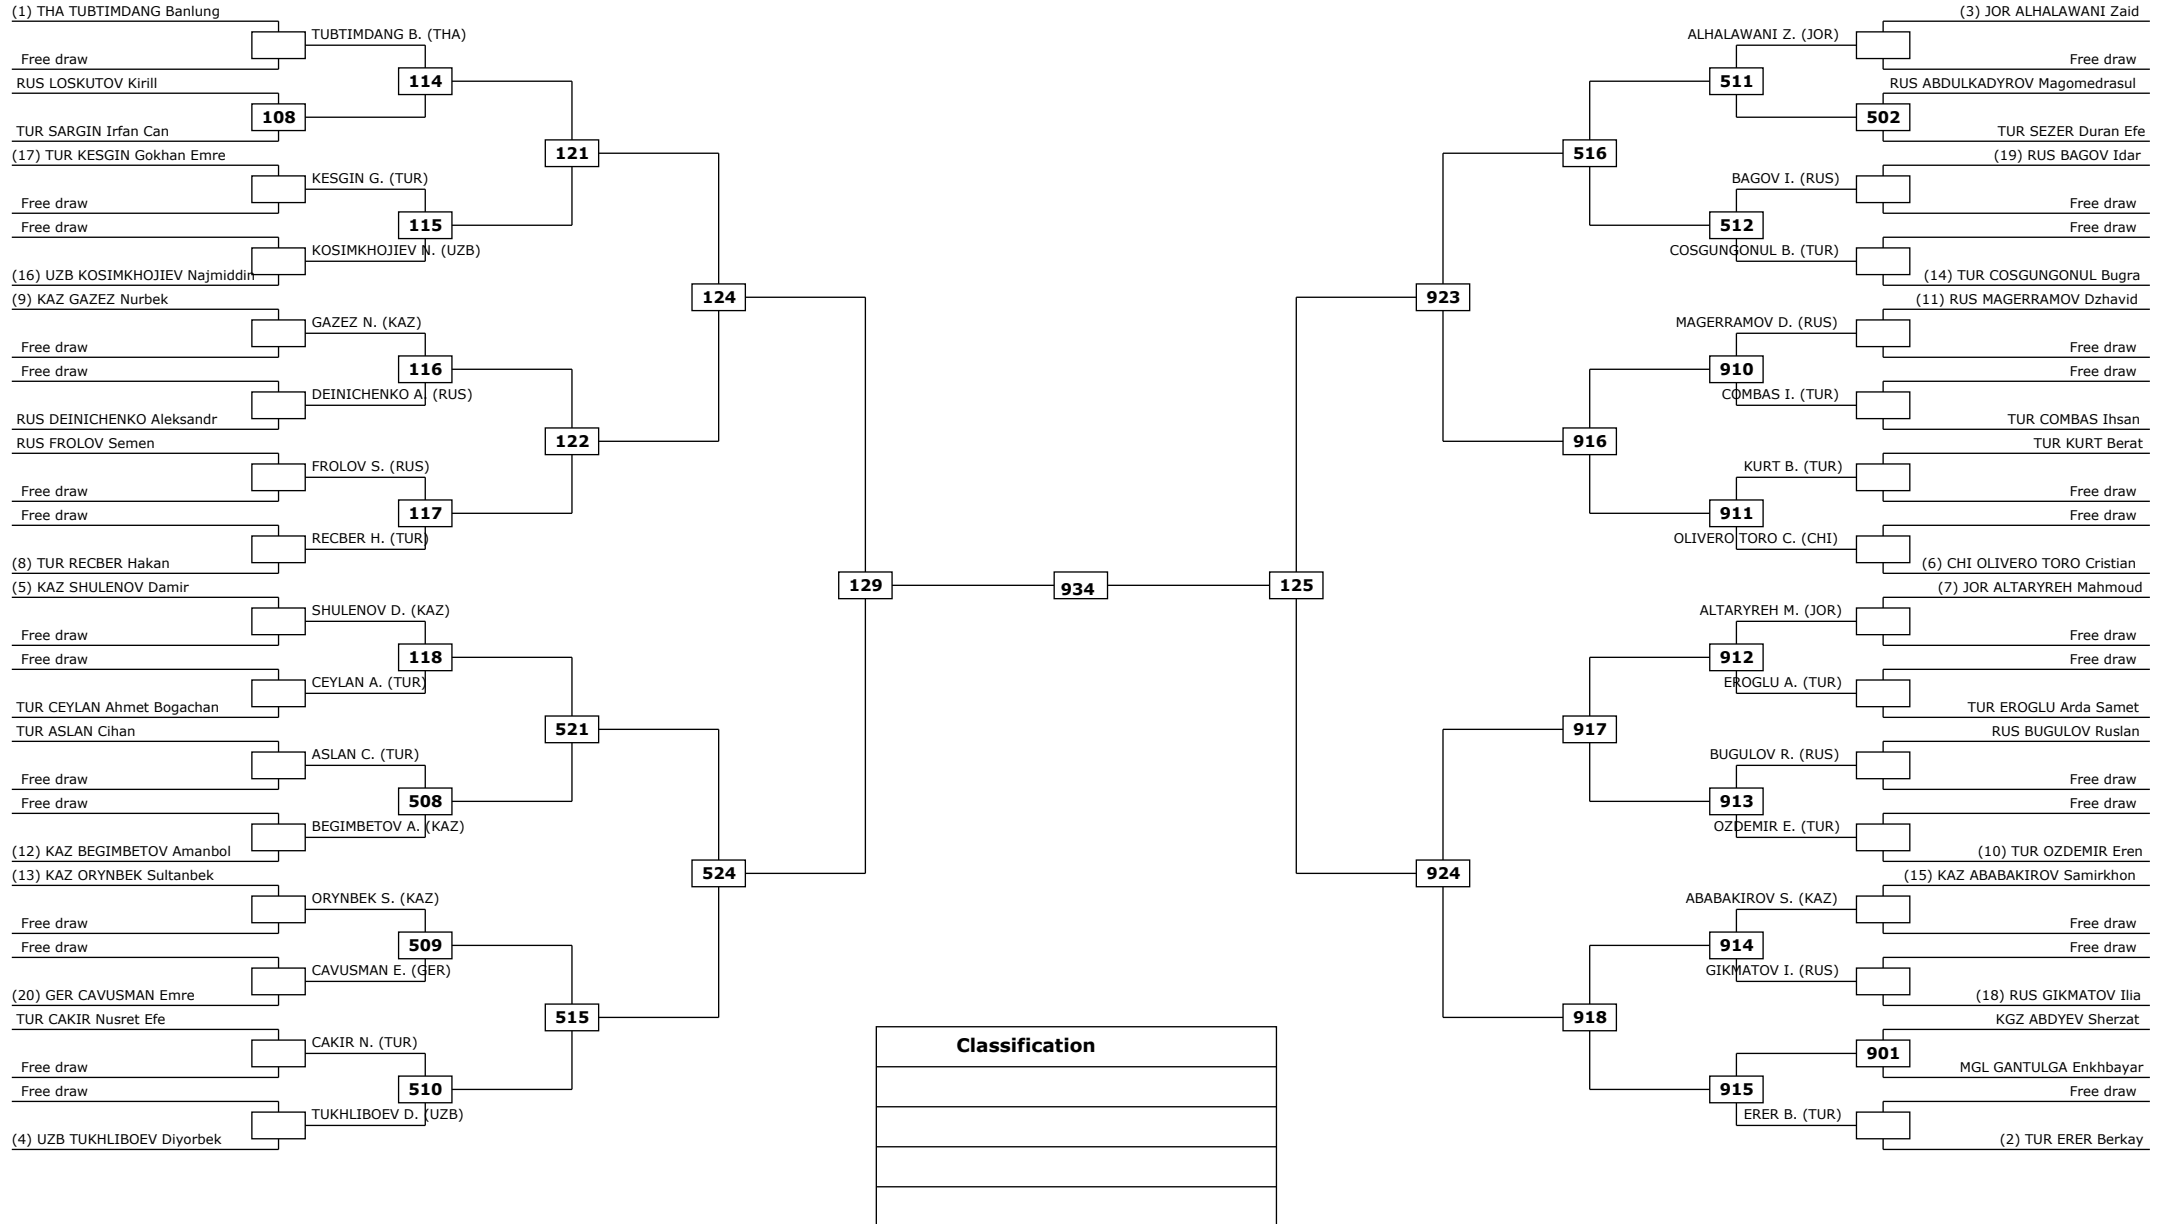 (1) THA TUBTIMDANG Banlung
TUBTIMDANG B. (THA)
Free draw
114
RUS LOSKUTOV Kirill
108
TUR SARGIN Irfan Can
121
(17) TUR KESGIN Gokhan Emre
KESGIN G. (TUR)
Free draw
115
Free draw
KOSIMKHOJIEV N. (UZB)
(16) UZB KOSIMKHOJIEV Najmiddin
124
(9) KAZ GAZEZ Nurbek
GAZEZ N. (KAZ)
Free draw
116
Free draw
DEINICHENKO A. (RUS)
RUS DEINICHENKO Aleksandr
122
RUS FROLOV Semen
FROLOV S. (RUS)
Free draw
117
Free draw
RECBER H. (TUR)
(8) TUR RECBER Hakan
129
(5) KAZ SHULENOV Damir
SHULENOV D. (KAZ)
Free draw
118
Free draw
CEYLAN A. (TUR)
TUR CEYLAN Ahmet Bogachan
521
TUR ASLAN Cihan
ASLAN C. (TUR)
Free draw
508
Free draw
BEGIMBETOV A. (KAZ)
(12) KAZ BEGIMBETOV Amanbol
524
(13) KAZ ORYNBEK Sultanbek
ORYNBEK S. (KAZ)
Free draw
509
Free draw
CAVUSMAN E. (GER)
(20) GER CAVUSMAN Emre
515
TUR CAKIR Nusret Efe
CAKIR N. (TUR)
Free draw
510
Free draw
TUKHLIBOEV D. (UZB)
(4) UZB TUKHLIBOEV Diyorbek
934
(3) JOR ALHALAWANI Zaid
ALHALAWANI Z. (JOR)
Free draw
511
RUS ABDULKADYROV Magomedrasul
502
TUR SEZER Duran Efe
516
(19) RUS BAGOV Idar
BAGOV I. (RUS)
Free draw
512
Free draw
COSGUNGONUL B. (TUR)
(14) TUR COSGUNGONUL Bugra
923
(11) RUS MAGERRAMOV Dzhavid
MAGERRAMOV D. (RUS)
Free draw
910
Free draw
COMBAS I. (TUR)
TUR COMBAS Ihsan
916
TUR KURT Berat
KURT B. (TUR)
Free draw
911
Free draw
OLIVERO TORO C. (CHI)
(6) CHI OLIVERO TORO Cristian
125
(7) JOR ALTARYREH Mahmoud
ALTARYREH M. (JOR)
Free draw
912
Free draw
EROGLU A. (TUR)
TUR EROGLU Arda Samet
917
RUS BUGULOV Ruslan
BUGULOV R. (RUS)
Free draw
913
Free draw
OZDEMIR E. (TUR)
(10) TUR OZDEMIR Eren
924
(15) KAZ ABABAKIROV Samirkhon
ABABAKIROV S. (KAZ)
Free draw
914
Free draw
GIKMATOV I. (RUS)
(18) RUS GIKMATOV Ilia
918
KGZ ABDYEV Sherzat
901
MGL GANTULGA Enkhbayar
915
Free draw
ERER B. (TUR)
(2) TUR ERER Berkay
Classification